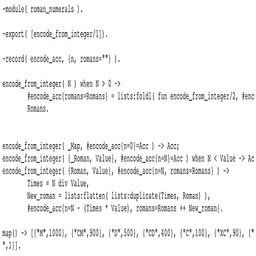 -module( roman_numerals ).
-export( [encode_from_integer/1]).
-record( encode_acc, {n, romans=""} ).
encode_from_integer( N ) when N > 0 ->
#encode_acc{romans=Romans} = lists:foldl( fun encode_from_integer/2, #enc
Romans.
encode_from_integer( _Map, #encode_acc{n=0}=Acc ) -> Acc;
encode_from_integer( {_Roman, Value}, #encode_acc{n=N}=Acc ) when N < Value -> Ac
encode_from_integer( {Roman, Value}, #encode_acc{n=N, romans=Romans} ) ->
Times = N div Value,
New_roman = lists:flatten( lists:duplicate(Times, Roman) ),
#encode_acc{n=N - (Times * Value), romans=Romans ++ New_roman}.
map() -> [{"M",1000}, {"CM",900}, {"D",500}, {"CD",400}, {"C",100}, {"XC",90}, {"
",1}].